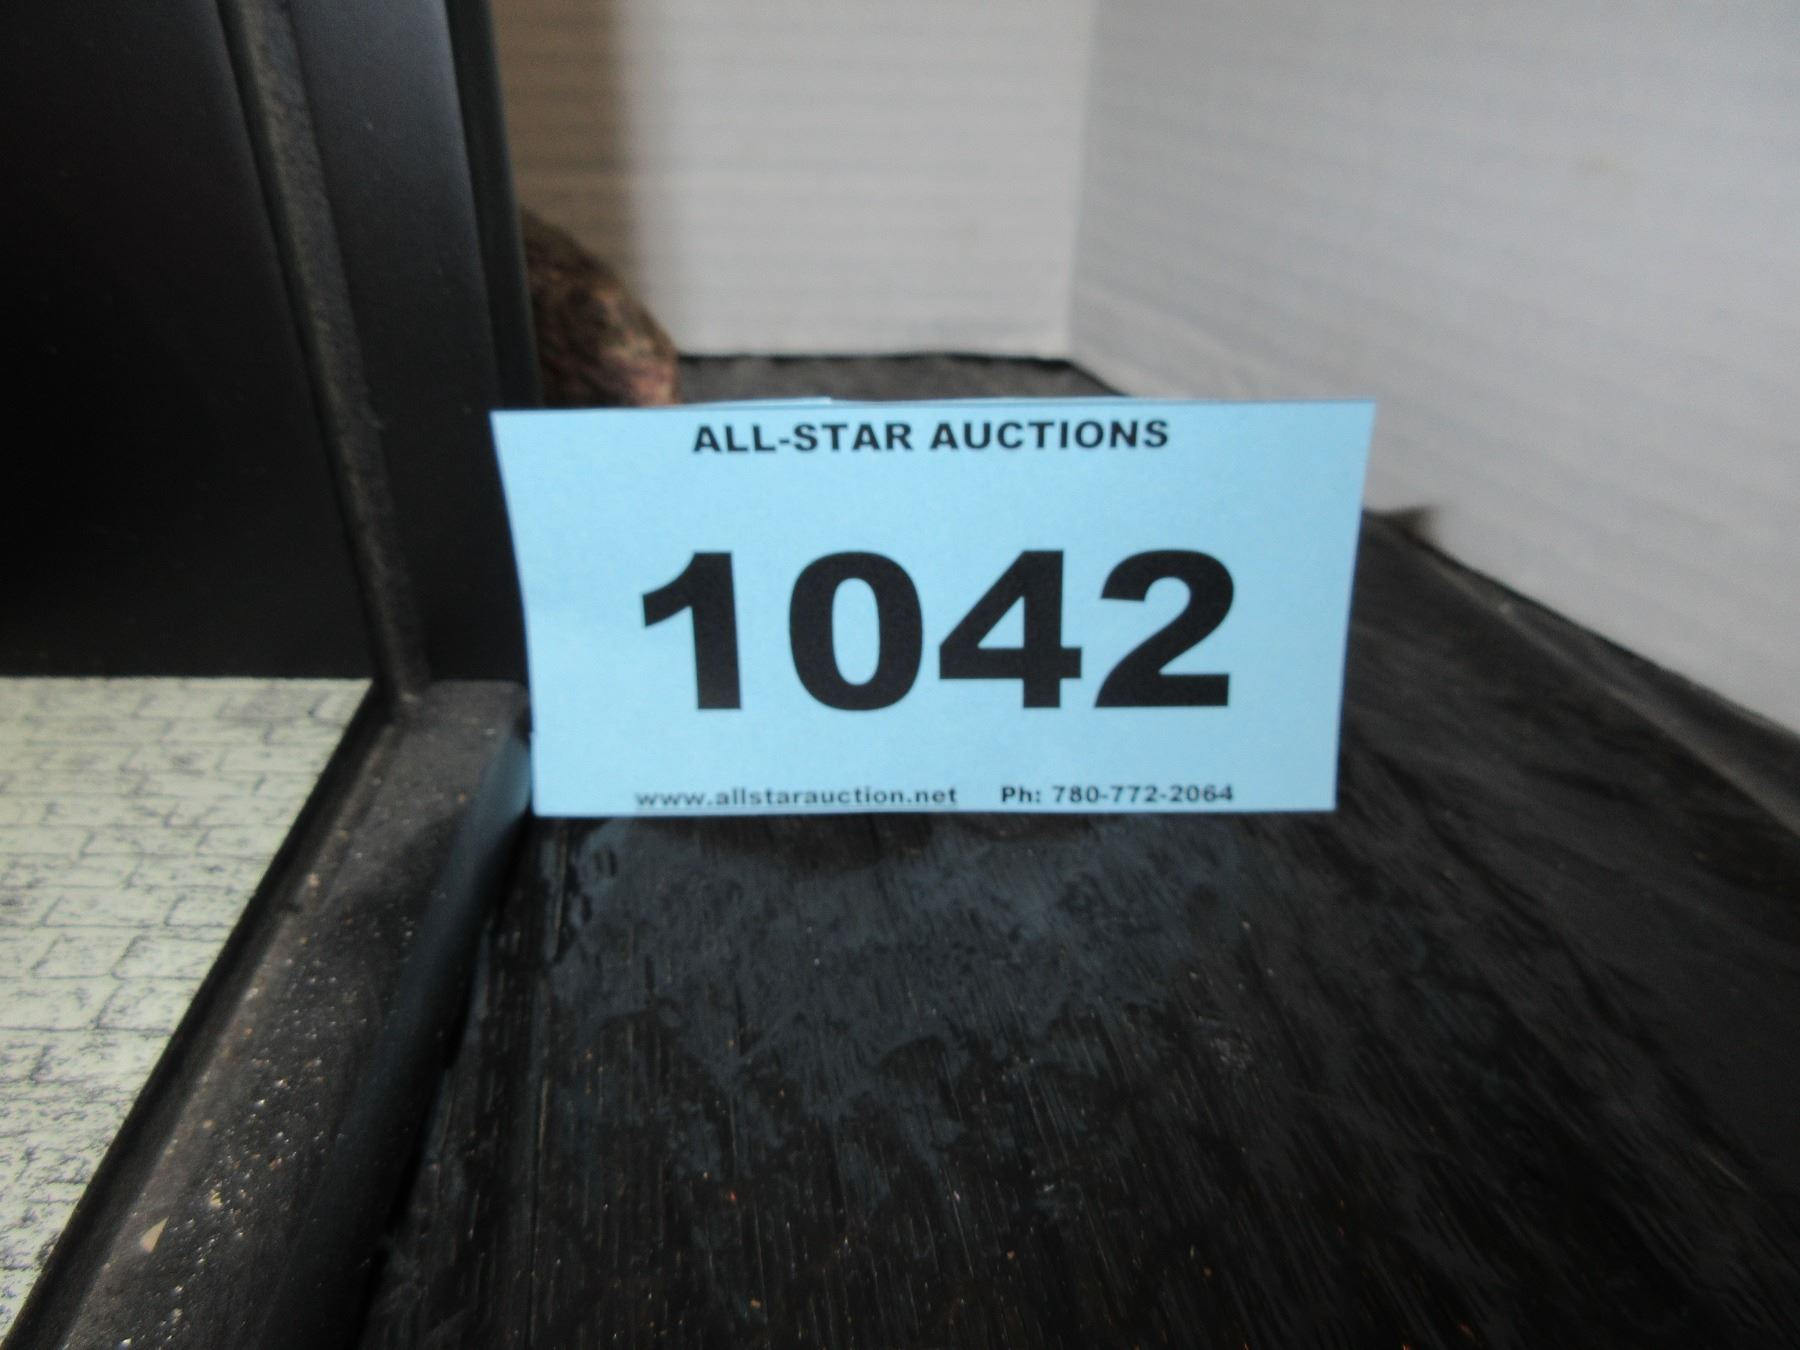 ALL-STAR AUCTIONS
1042
www.allstarauction.net Ph: 780-772-2064